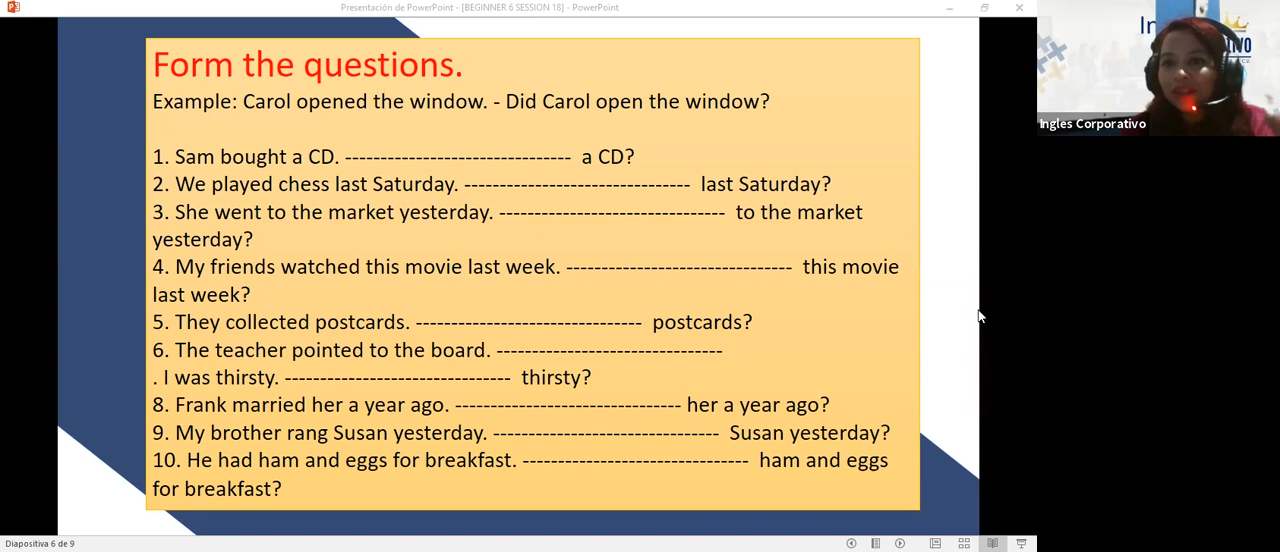 Presentación de PowerPoint - [BEGINNER 6 SESSION 18] - PowerPoint
Form the questions.
Example: Carol opened the window. - Did Carol open the window?
1. Sam bought a CD. -------------------------------- a CD?
2. We played chess last Saturday. -------------------------------- last Saturday?
3. She went to the market yesterday. -------------------------------- to the market
yesterday?
4. My friends watched this movie last week. -------------------------------- this movie
last week?
5. They collected postcards. -------------------------------- postcards?
6. The teacher pointed to the board. --------------------------------
. I was thirsty. -------------------------------- thirsty?
8. Frank married her a year ago. -------------------------------- her a year ago?
9. My brother rang Susan yesterday. -------------------------------- Susan yesterday?
10. He had ham and eggs for breakfast. -------------------------------- ham and eggs
for breakfast?
Diapositiva 6 de 9
Ingles Corporativo